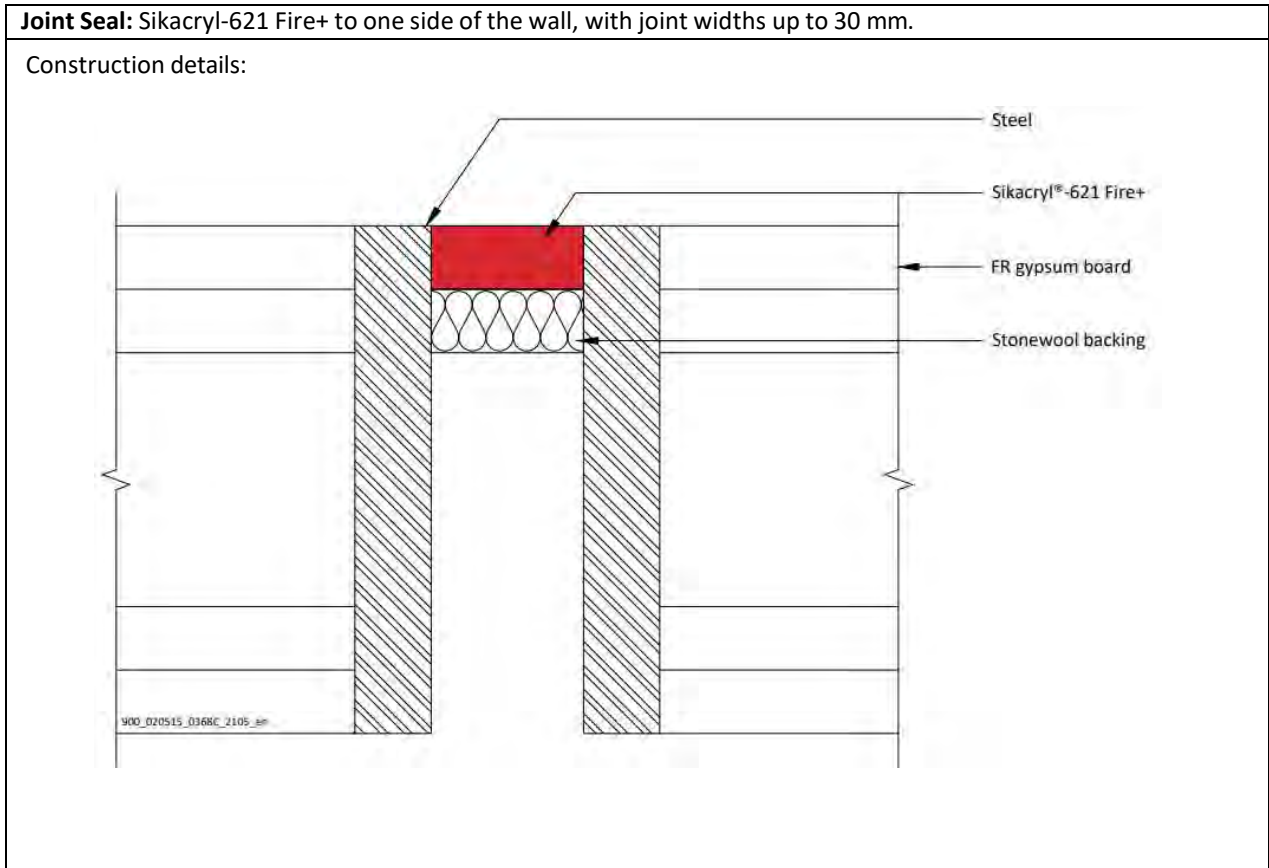 Joint Seal: Sikacryl-621 Fire+ to one side of the wall, with joint widths up to 30 mm.
Construction details:
Steel
Sikacryl®-621 Fire+
FR gypsum board
Stonewool backing
900_020515_0368C_2105_en